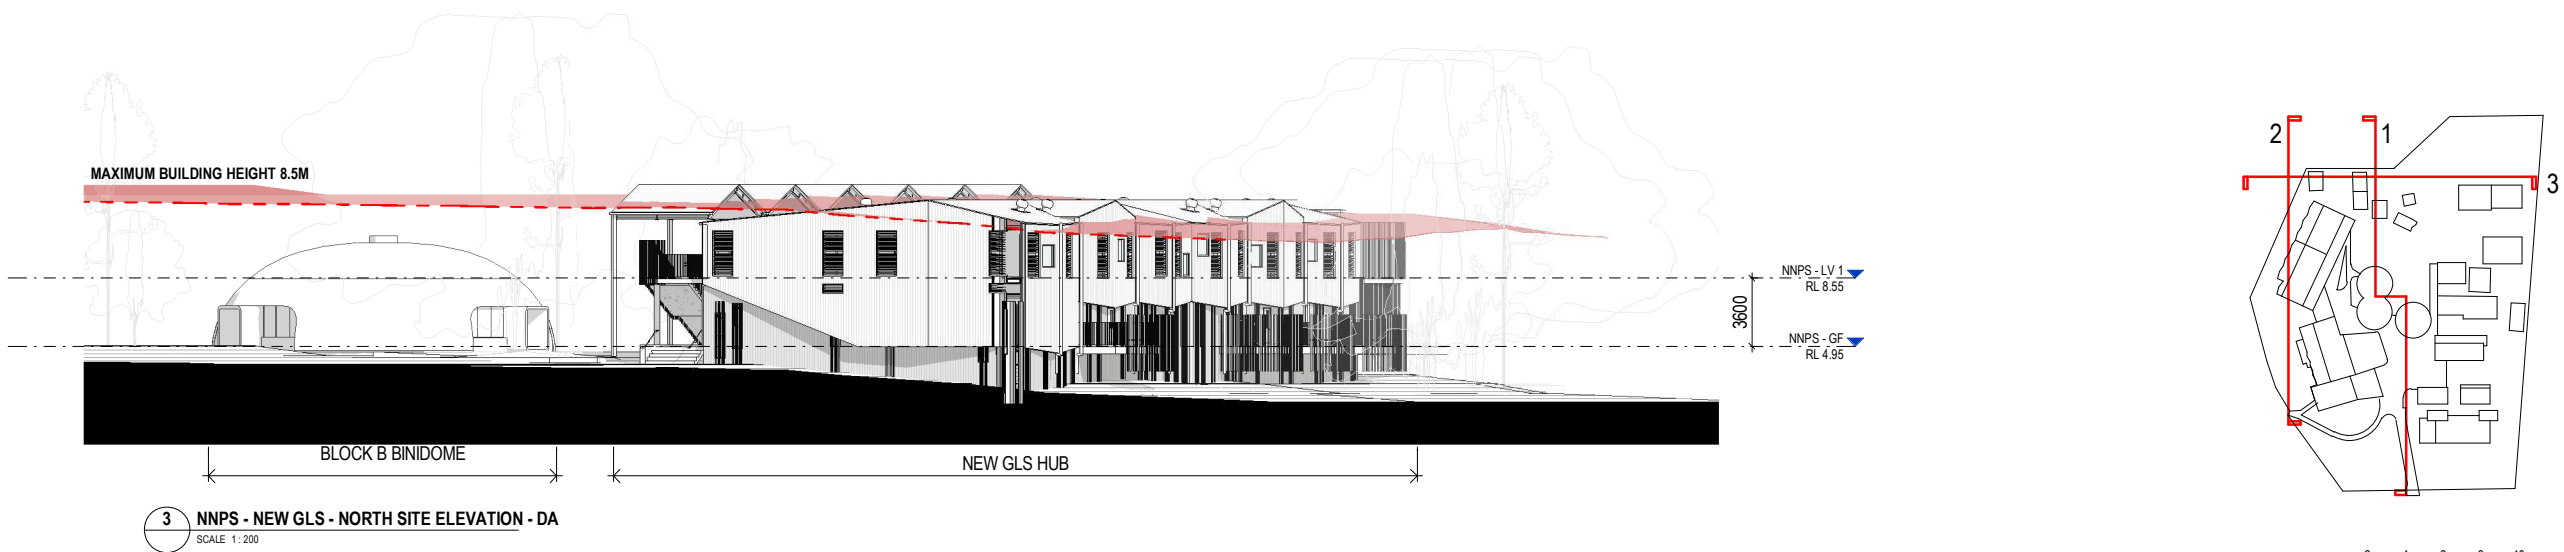 MAXIMUM BUILDING HEIGHT 8.5M
2
1
3
NNPS - LV 1
RL 8.55
3600
NNPS - GF
RL 4.95
BLOCK B BINIDOME
NEW GLS HUB
3 NNPS - NEW GLS - NORTH SITE ELEVATION - DA
SCALE 1 : 200